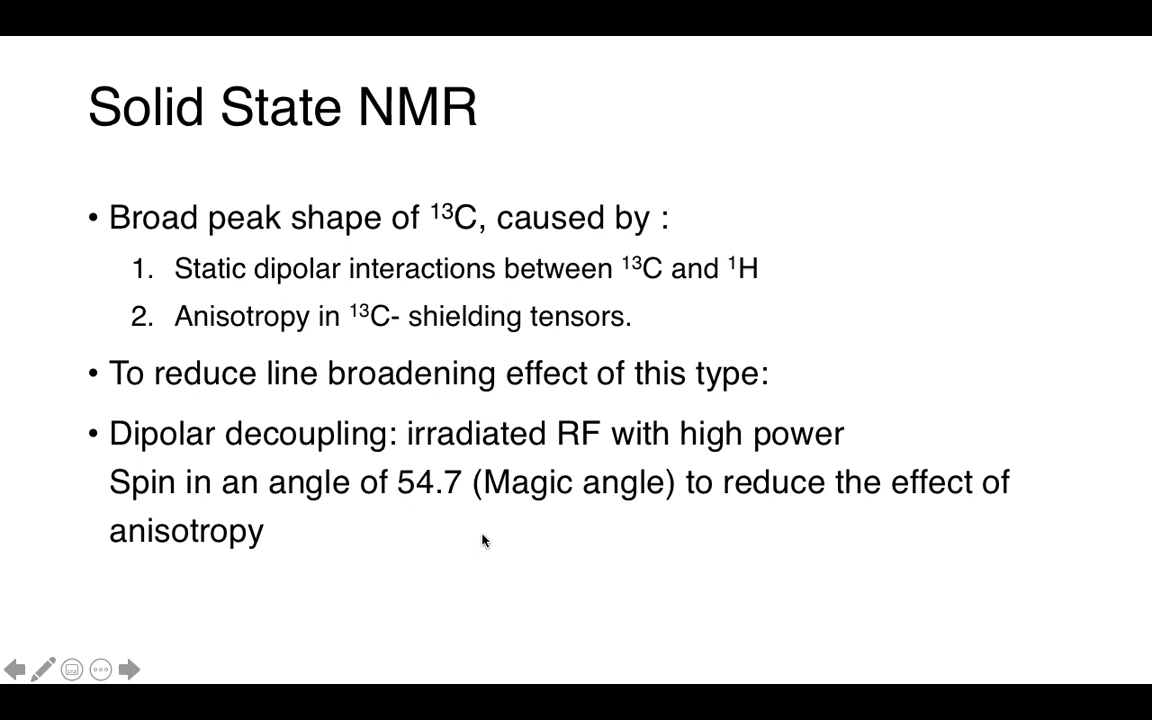 Solid State NMR
• Broad peak shape of ¹³C, caused by :
1. Static dipolar interactions between ¹³C and ¹H
2. Anisotropy in ¹³C- shielding tensors.
• To reduce line broadening effect of this type:
• Dipolar decoupling: irradiated RF with high power
Spin in an angle of 54.7 (Magic angle) to reduce the effect of
anisotropy